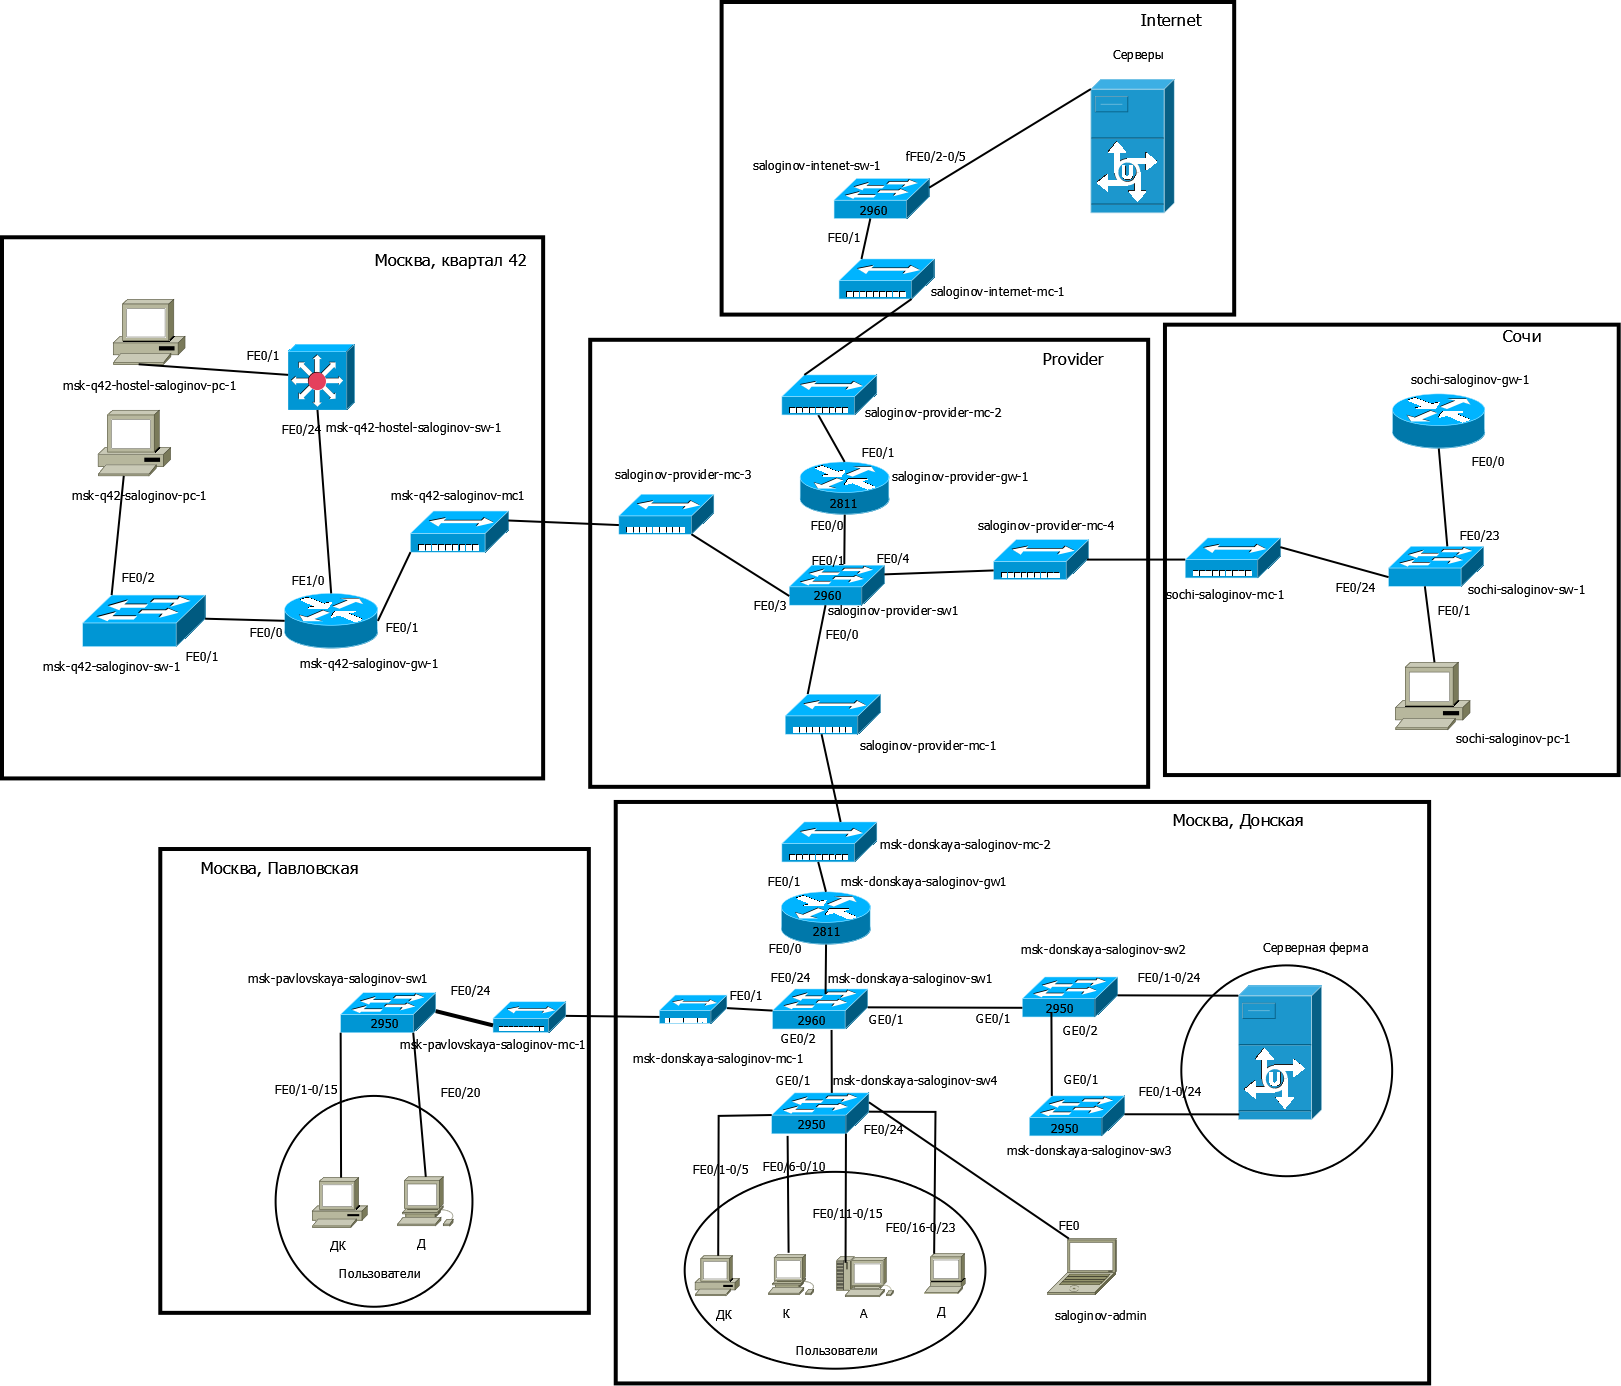 Internet
Серверы
fFE0/2-0/5
saloginov-intenet-sw-1
2960
FE0/1
saloginov-internet-mc-1
Москва, квартал 42
FE0/1
msk-q42-hostel-saloginov-pc-1
FE0/24
msk-q42-hostel-saloginov-sw-1
msk-q42-saloginov-pc-1
msk-q42-saloginov-mc1
FE0/2
FE1/0
FE0/0
FE0/1
FE0/1
msk-q42-saloginov-sw-1
msk-q42-saloginov-gw-1
Provider
saloginov-provider-mc-2
FE0/1
saloginov-provider-mc-3
saloginov-provider-gw-1
2811
FE0/0
saloginov-provider-mc-4
FE0/1
FE0/4
2960
FE0/3
saloginov-provider-sw1
FE0/0
saloginov-provider-mc-1
Сочи
sochi-saloginov-gw-1
FE0/0
FE0/23
FE0/24
sochi-saloginov-sw-1
sochi-saloginov-mc-1
FE0/1
sochi-saloginov-pc-1
Москва, Донская
msk-donskaya-saloginov-mc-2
FE0/1
msk-donskaya-saloginov-gw1
2811
FE0/0
msk-donskaya-saloginov-sw2
Серверная ферма
FE0/24
msk-donskaya-saloginov-sw1
FE0/1-0/24
FE0/1
2960
GE0/1
GE0/1
2950
GE0/2
GE0/2
msk-donskaya-saloginov-mc-1
GE0/1
msk-donskaya-saloginov-sw4
GE0/1
FE0/1-0/24
2950
FE0/24
2950
msk-donskaya-saloginov-sw3
FE0/1-0/5
FE0/6-0/10
FE0/11-0/15
FE0/16-0/23
FE0
ДК
К
А
Д
saloginov-admin
Пользователи
Москва, Павловская
msk-pavlovskaya-saloginov-sw1
FE0/24
2950
msk-pavlovskaya-saloginov-mc-1
FE0/1-0/15
FE0/20
ДК
Д
Пользователи